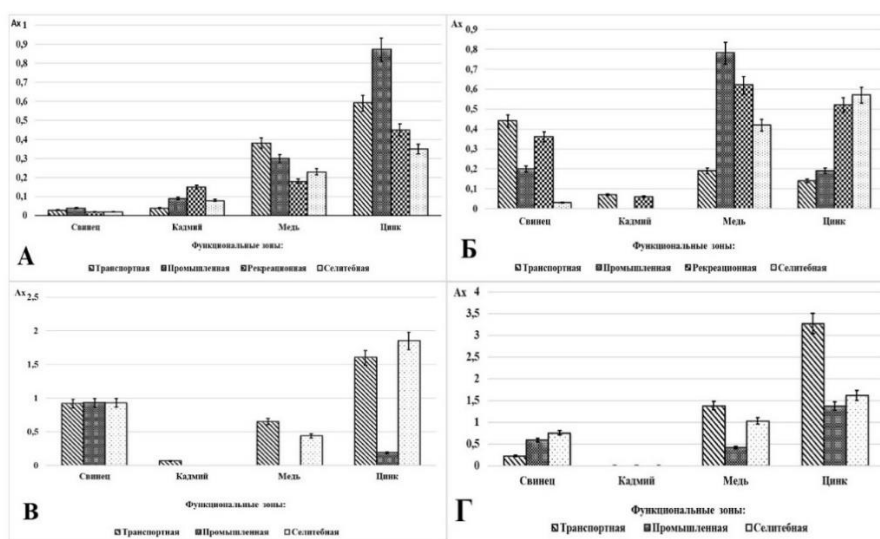 Ах 1
0,9
0,8
0,7
0,6
0,5
0,4
0,3
0,2
0,1
0
Свинец Кадмий Медь Цинк
Функциональные зоны:
А
Транспортная Промышленная Рекреационная Селитебная
Ах 0,9
0,8
0,7
0,6
0,5
0,4
0,3
0,2
0,1
0
Свинец Кадмий Медь Цинк
Функциональные зоны:
Б
Транспортная Промышленная Рекреационная Селитебная
Ах 2,5
2
1,5
1
0,5
0
Свинец Кадмий Медь Цинк
Функциональные зоны:
В
Транспортная Промышленная Селитебная
Ах 4
3,5
3
2,5
2
1,5
1
0,5
0
Свинец Кадмий Медь Цинк
Функциональные зоны:
Г
Транспортная Промышленная Селитебная